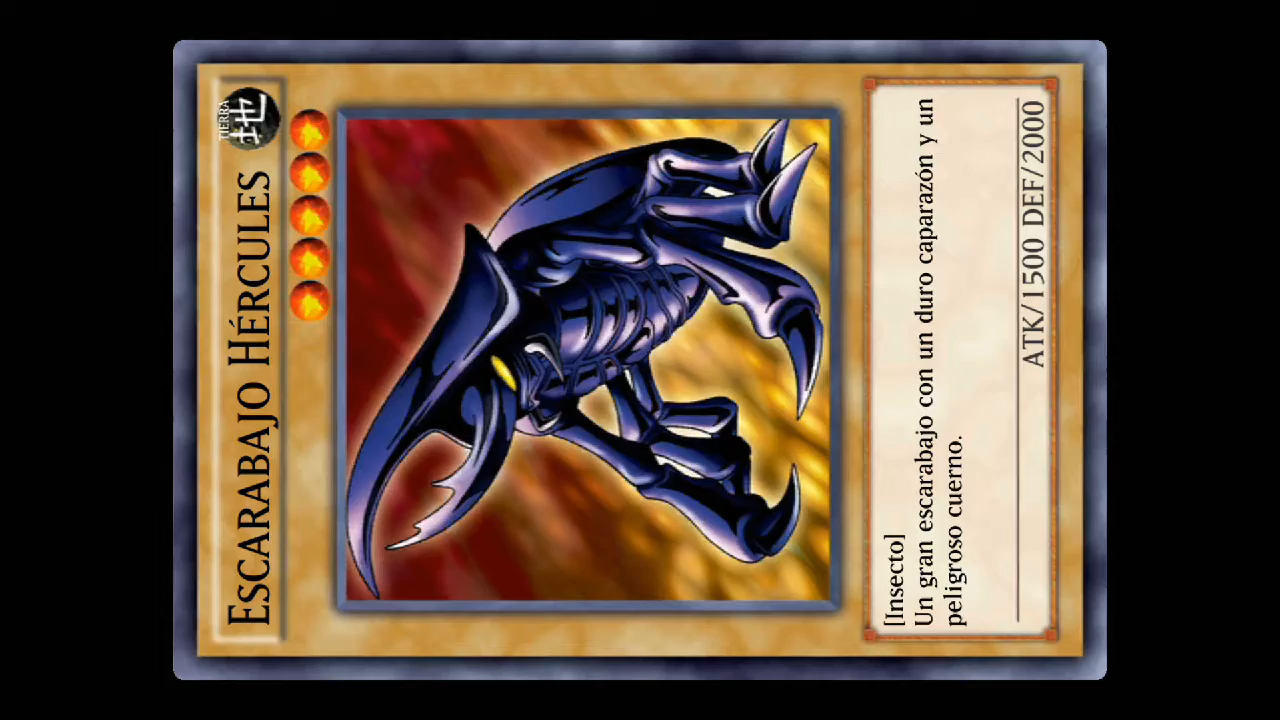 ESCARABAJO HÉRCULES
TIERRA
地
[Insecto]
Un gran escarabajo con un duro caparazón y un
peligroso cuerno.
ATK/1500 DEF/2000